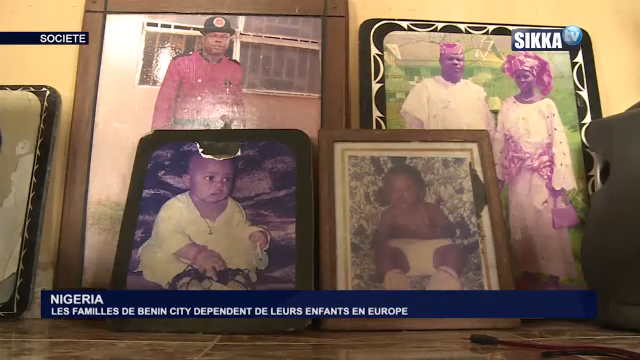 SOCIETE
SIKKA TV
NIGERIA
LES FAMILLES DE BENIN CITY DEPENDENT DE LEURS ENFANTS EN EUROPE